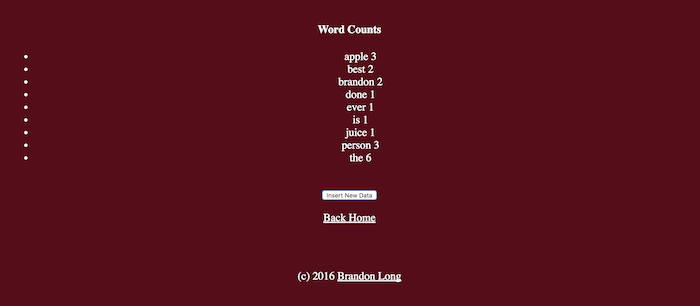 Word Counts
apple 3
best 2
brandon 2
done 1
ever 1
is 1
juice 1
person 3
the 6
Insert New Data
Back Home
(c) 2016 Brandon Long